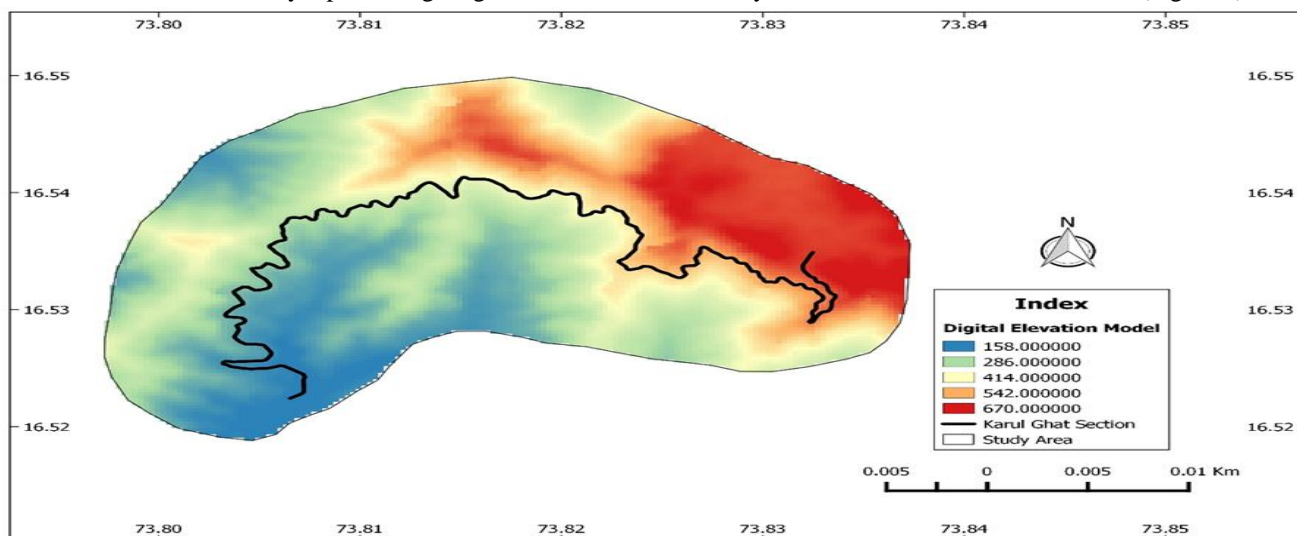 73.80 73.81 73.82 73.83 73.84 73.85
16.55 16.55
16.54 16.54
N
16.53 16.53
Index
Digital Elevation Model
158.000000
286.000000
414.000000
542.000000
670.000000
Karul Ghat Section
Study Area
16.52 16.52
0.005 0 0.005 0.01 Km
73.80 73.81 73.82 73.83 73.84 73.85